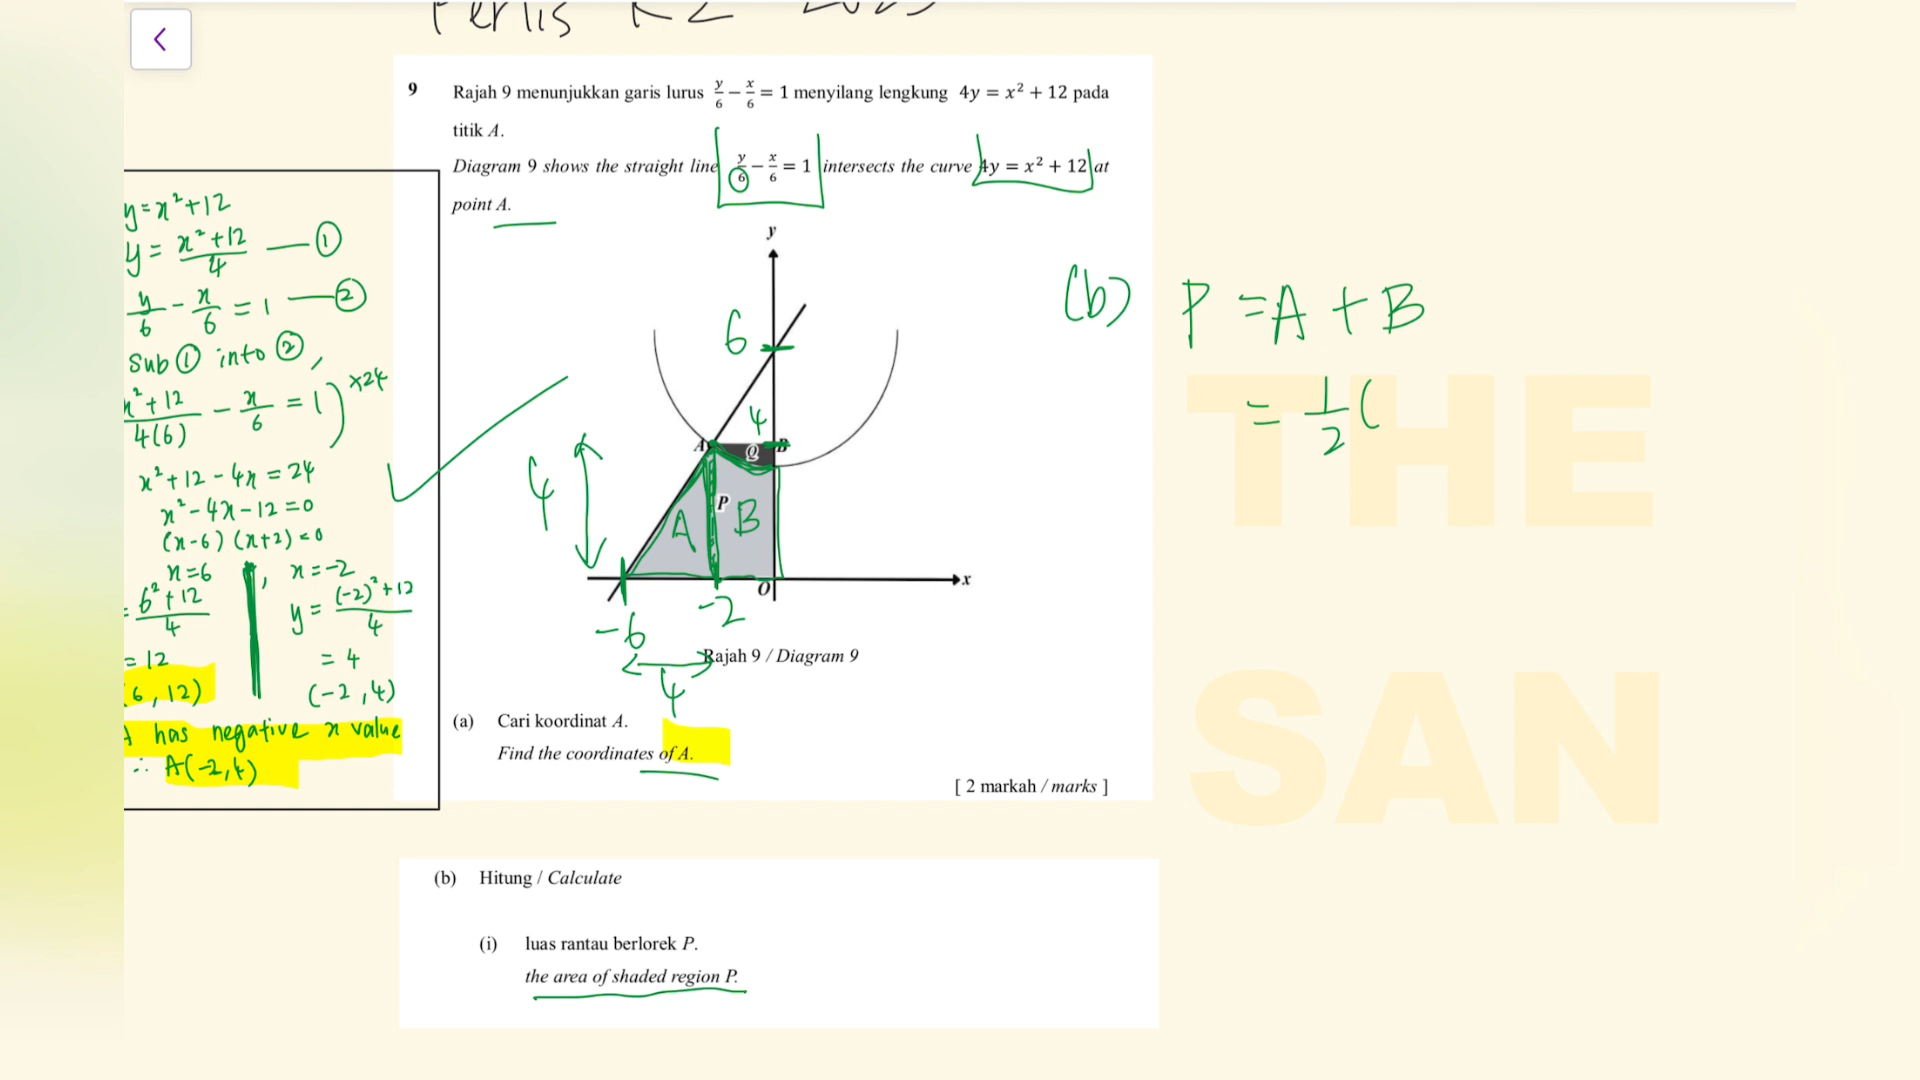 Perlis K2 2023
9 Rajah 9 menunjukkan garis lurus y/6 − x/6 = 1 menyilang lengkung 4y = x² + 12 pada
titik A.
Diagram 9 shows the straight line y/6 − x/6 = 1 intersects the curve 4y = x² + 12 at
point A.
y=x²+12
y = x²+12/4 — ①
y/6 - x/6 = 1 — ②
Sub ① into ②,
x²+12/4(6) - x/6 = 1) ×24
x²+12-4x=24
x²-4x-12=0
(x-6)(x+2)=0
x=6 , x=-2
= 6²+12/4
y = (-2)²+12/4
= 12
= 4
6,12)
(-2,4)
A has negative x value
∴ A(-2,4)
y
6
4
A
Q
B
4
P
A
B
O
x
-6
-2
4
Rajah 9 / Diagram 9
(a) Cari koordinat A.
Find the coordinates of A.
[ 2 markah / marks ]
(b) Hitung / Calculate
(i) luas rantau berlorek P.
the area of shaded region P.
(b) P = A + B
= 1/2 (
THE
SAN